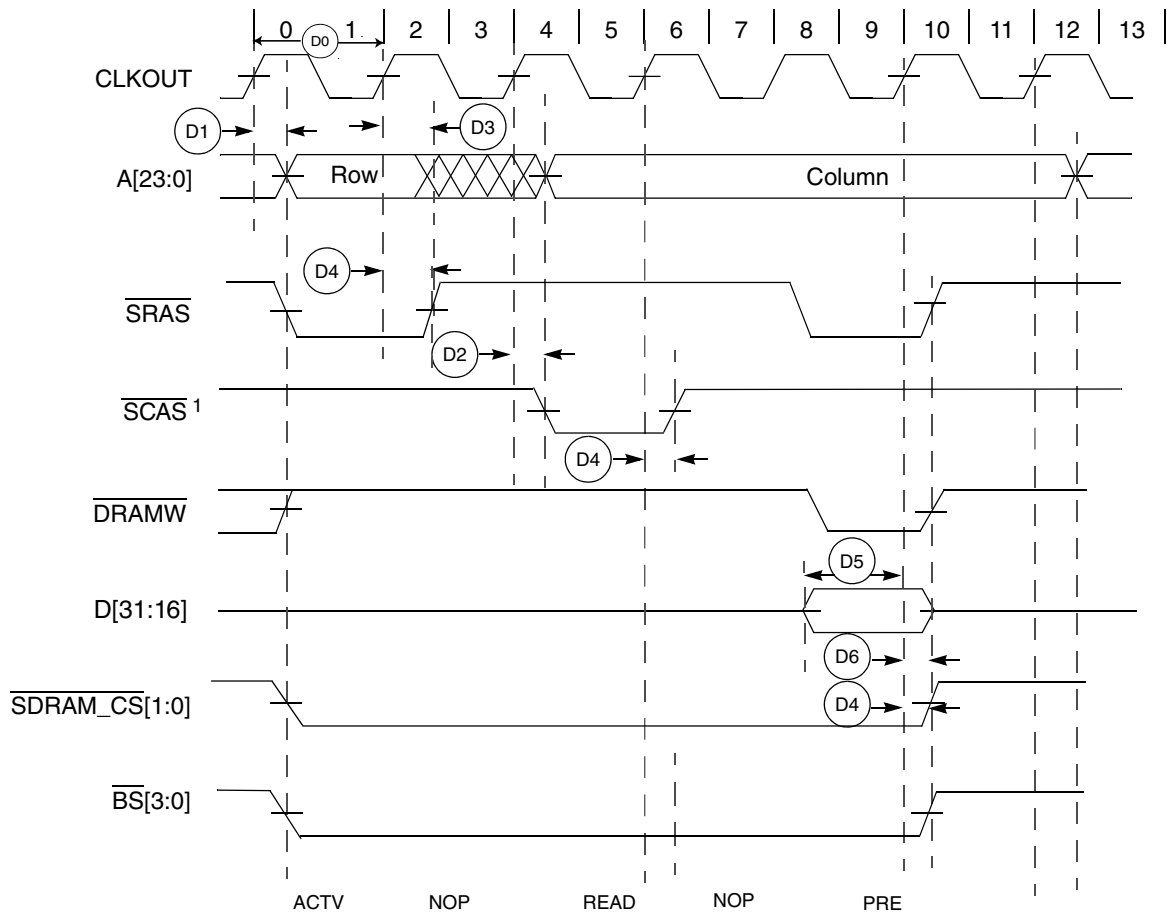 0 1 2 3 4 5 6 7 8 9 10 11 12 13
D0
CLKOUT
D1
D3
A[23:0]
Row
Column
D4
SRAS
D2
SCAS 1
D4
DRAMW
D5
D[31:16]
D6
SDRAM_CS[1:0]
D4
BS[3:0]
ACTV NOP READ NOP PRE